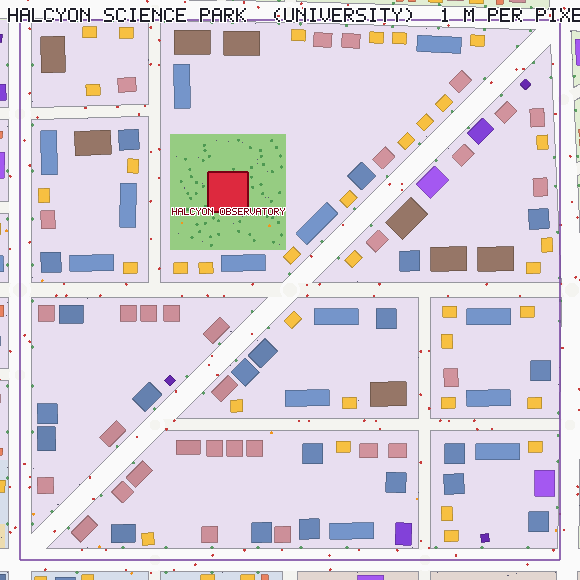 HALCYON SCIENCE PARK (UNIVERSITY) 1 M PER PIXE
HALCYON OBSERVATORY